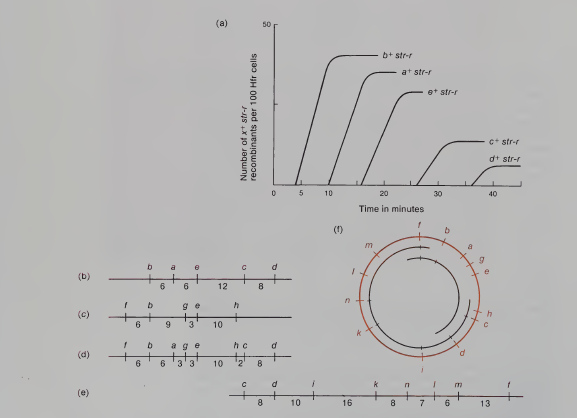 (a)
50
b+ str-r
a+ str-r
e+ str-r
c+ str-r
d+ str-r
Number of x+ str-r
recombinants per 100 Hfr cells
0 5 10 20 30 40
Time in minutes
(f)
f
b
a
g
e
h
c
d
i
k
n
l
m
(b)
b a e c d
6 6 12 8
(c)
f b g e h
6 9 3 10
(d)
f b a g e h c d
6 6 3 3 10 2 8
(e)
c d i k n l m f
8 10 16 8 7 6 13